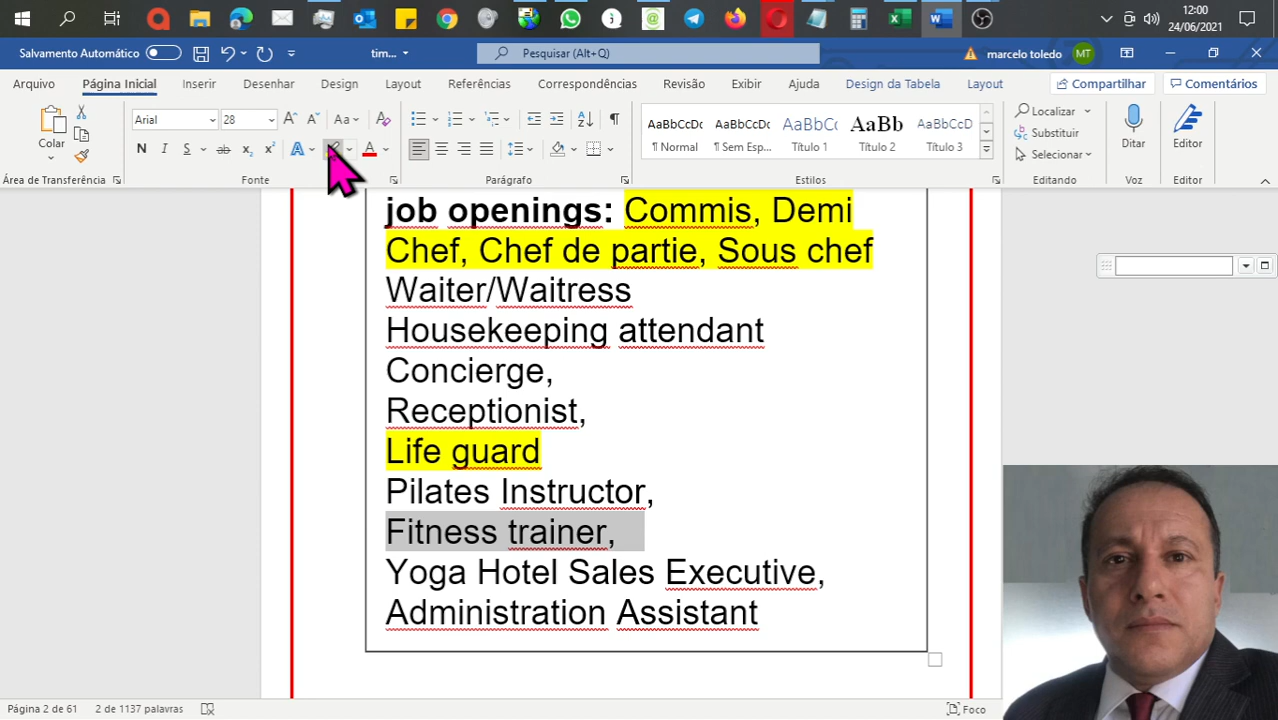 12:00
24/06/2021
Salvamento Automático
tim...
Pesquisar (Alt+Q)
marcelo toledo
MT
Arquivo
Página Inicial
Inserir
Desenhar
Design
Layout
Referências
Correspondências
Revisão
Exibir
Ajuda
Design da Tabela
Layout
Compartilhar
Comentários
Colar
Arial
28
Aa
N I S ab x₂ x²
AaBbCcDc
AaBbCcDc
AaBbCc
AaBb
AaBbCcD
¶ Normal
¶ Sem Esp...
Título 1
Título 2
Título 3
Localizar
Substituir
Selecionar
Ditar
Editor
Área de Transferência
Fonte
Parágrafo
Estilos
Editando
Voz
Editor
job openings: Commis, Demi
Chef, Chef de partie, Sous chef
Waiter/Waitress
Housekeeping attendant
Concierge,
Receptionist,
Life guard
Pilates Instructor,
Fitness trainer,
Yoga Hotel Sales Executive,
Administration Assistant
Página 2 de 61
2 de 1137 palavras
Foco